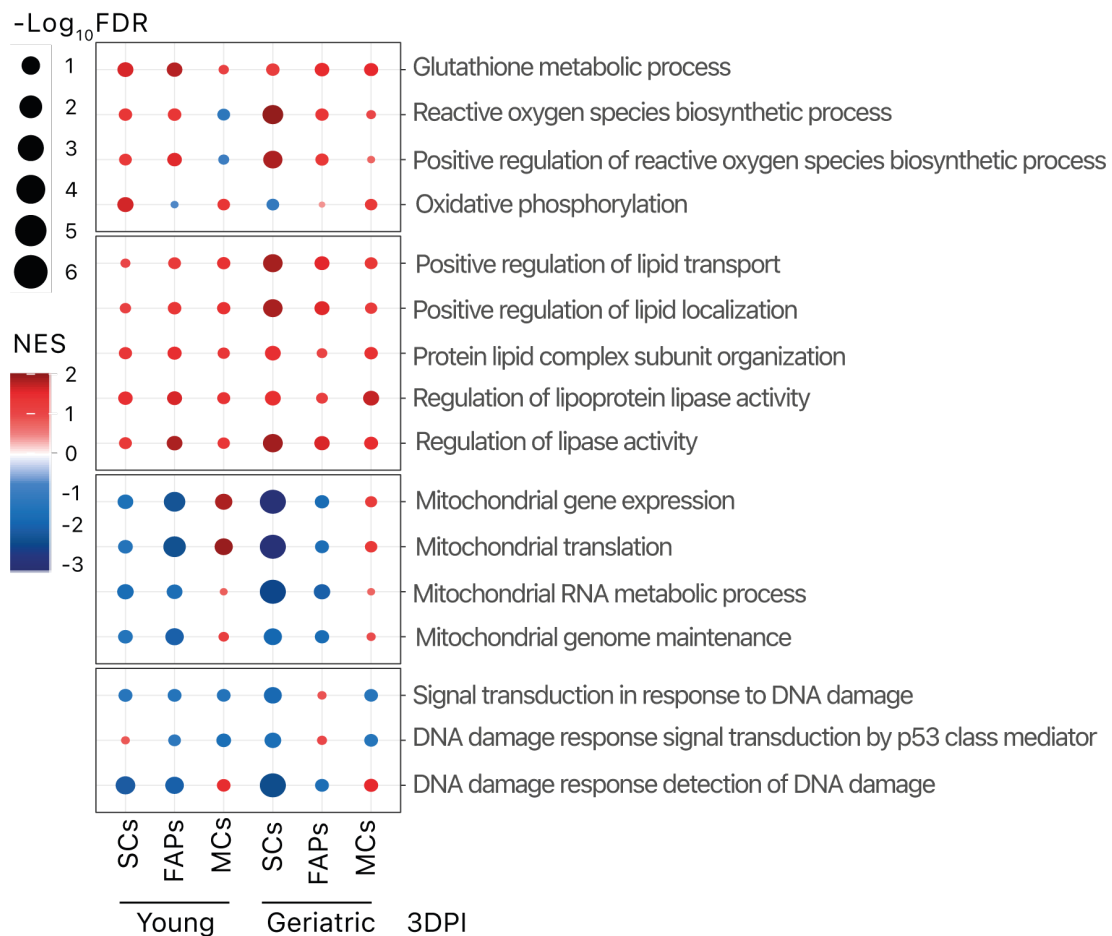 -Log10FDR
1
2
3
4
5
6
NES
2
1
0
-1
-2
-3
Glutathione metabolic process
Reactive oxygen species biosynthetic process
Positive regulation of reactive oxygen species biosynthetic process
Oxidative phosphorylation
Positive regulation of lipid transport
Positive regulation of lipid localization
Protein lipid complex subunit organization
Regulation of lipoprotein lipase activity
Regulation of lipase activity
Mitochondrial gene expression
Mitochondrial translation
Mitochondrial RNA metabolic process
Mitochondrial genome maintenance
Signal transduction in response to DNA damage
DNA damage response signal transduction by p53 class mediator
DNA damage response detection of DNA damage
SCs
FAPs
MCs
SCs
FAPs
MCs
Young
Geriatric
3DPI